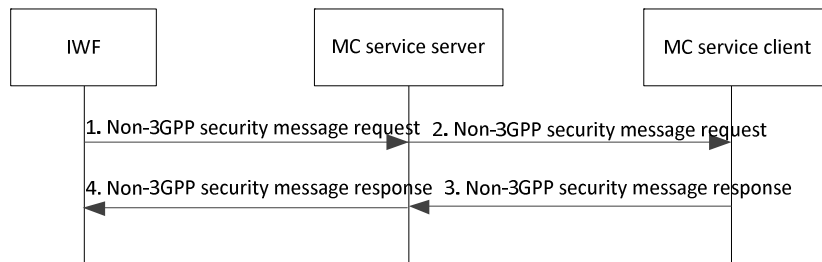 IWF
MC service server
MC service client
1. Non-3GPP security message request
2. Non-3GPP security message request
4. Non-3GPP security message response
3. Non-3GPP security message response